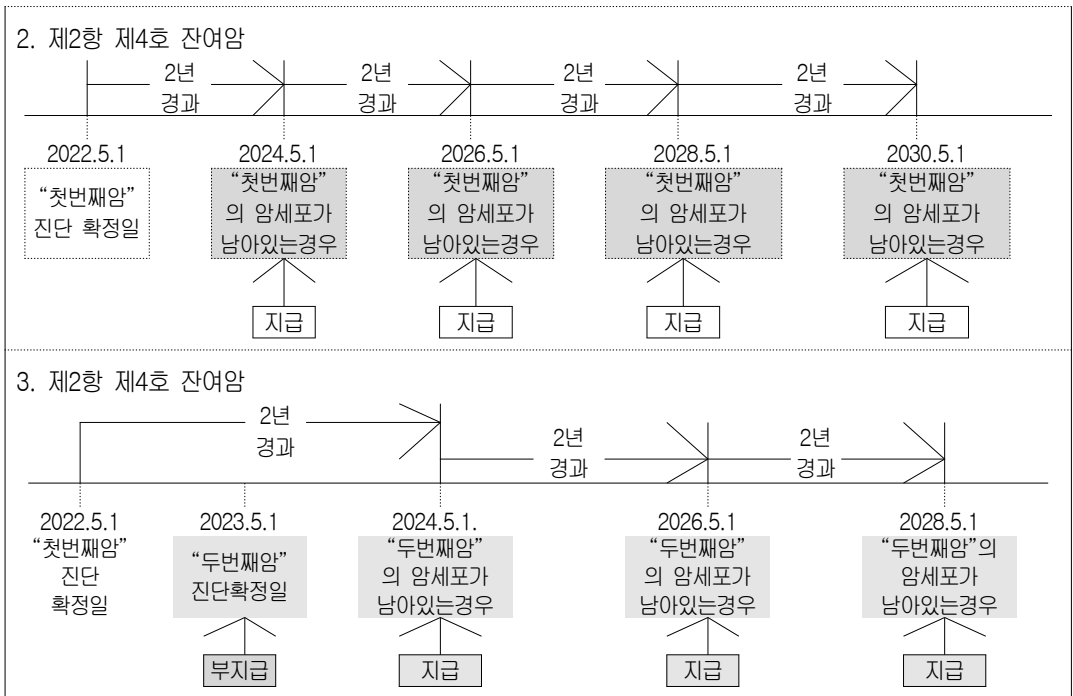 2. 제2항 제4호 잔여암
2년 2년 2년 2년
경과 경과 경과 경과
2022.5.1 2024.5.1 2026.5.1 2028.5.1 2030.5.1
“첫번째암”
진단 확정일
“첫번째암”
의 암세포가
남아있는경우
“첫번째암”
의 암세포가
남아있는경우
“첫번째암”
의 암세포가
남아있는경우
“첫번째암”
의 암세포가
남아있는경우
지급 지급 지급 지급
3. 제2항 제4호 잔여암
2년
경과
2년 2년
경과 경과
2022.5.1 2023.5.1 2024.5.1. 2026.5.1 2028.5.1
“첫번째암”
진단
확정일
“두번째암”
진단확정일
“두번째암”
의 암세포가
남아있는경우
“두번째암”
의 암세포가
남아있는경우
“두번째암”의
암세포가
남아있는경우
부지급 지급 지급 지급